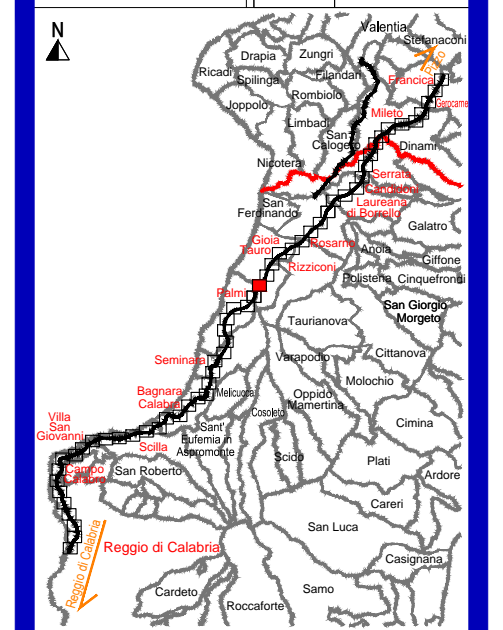 N
Valentia
Stefanaconi
Pizzo
Drapia
Zungri
Ricadi
Spilinga
Filandari
Francica
Rombiolo
Joppolo
Gerocarne
Mileto
Limbadi
San
Calogero
Dinami
Nicotera
Serrata
Candidoni
San
Ferdinando
Laureana
di Borrello
Galatro
Gioia
Tauro
Rosarno
Anoia
Giffone
Rizziconi
Polistena
Cinquefrondi
Palmi
San Giorgio
Morgeto
Taurianova
Seminara
Varapodio
Cittanova
Molochio
Bagnara
Calabra
Melicucca
Oppido
Mamertina
Cosoleto
Villa
San
Giovanni
Sant'
Eufemia in
Aspromonte
Cimina
Scilla
Scido
Plati
Campo
Calabro
San Roberto
Ardore
Careri
San Luca
Reggio di Calabria
Reggio di Calabria
Casignana
Cardeto
Samo
Roccaforte